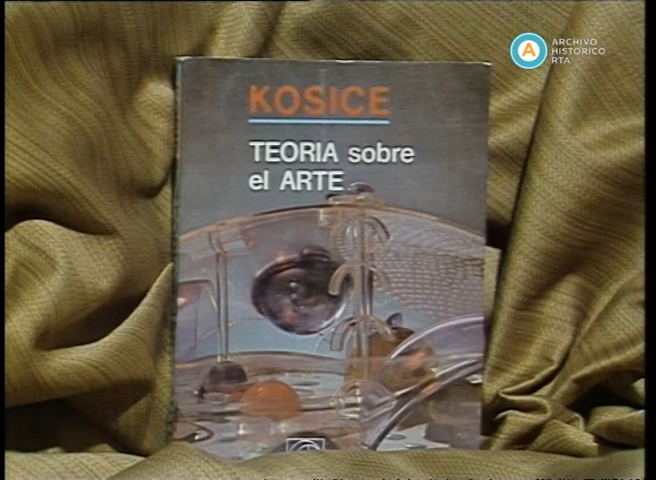 A ARCHIVO
HISTORICO
RTA
KOSICE
TEORIA sobre
el ARTE